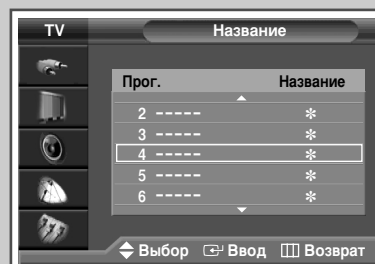 TV Название
Прог. Название
2 ----- ✻
3 ----- ✻
4 ----- ✻
5 ----- ✻
6 ----- ✻
Выбор Ввод Возврат